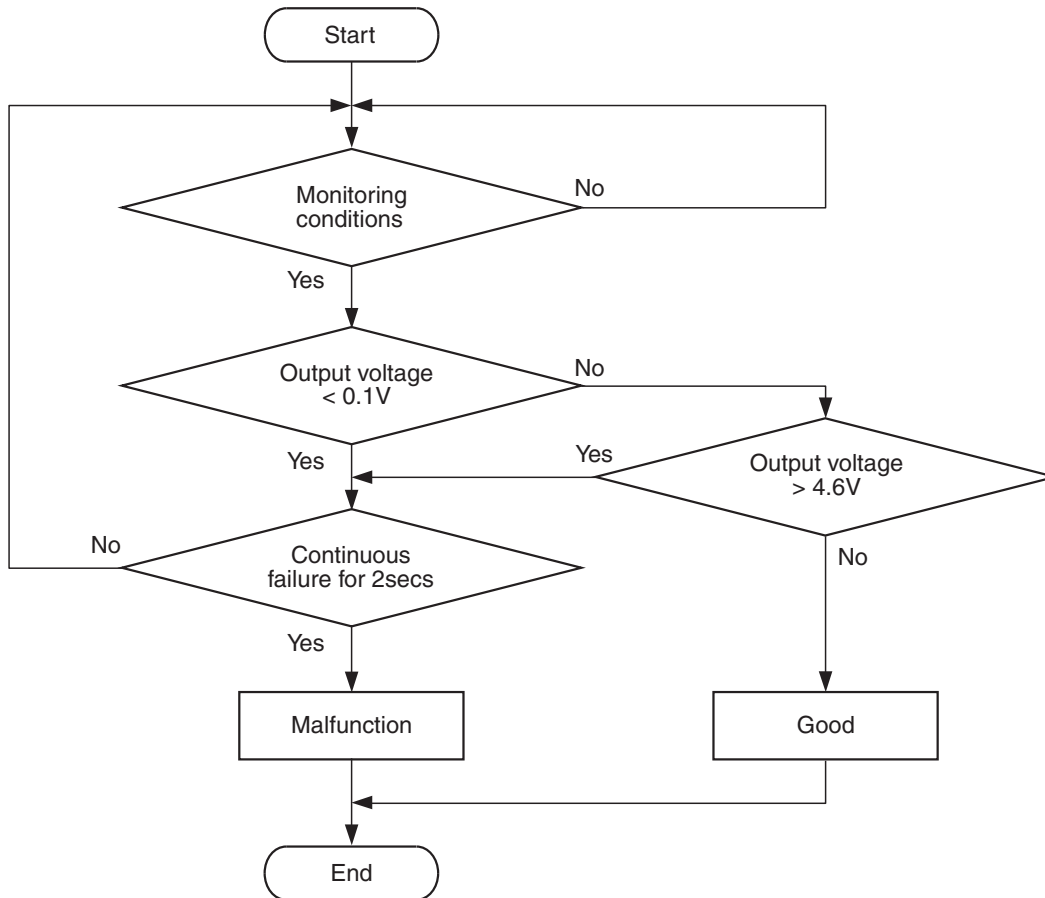 Start
Monitoring
conditions
No
Yes
Output voltage
< 0.1V
No
Yes
Yes
Output voltage
> 4.6V
No
Continuous
failure for 2secs
No
Yes
Malfunction
Good
End